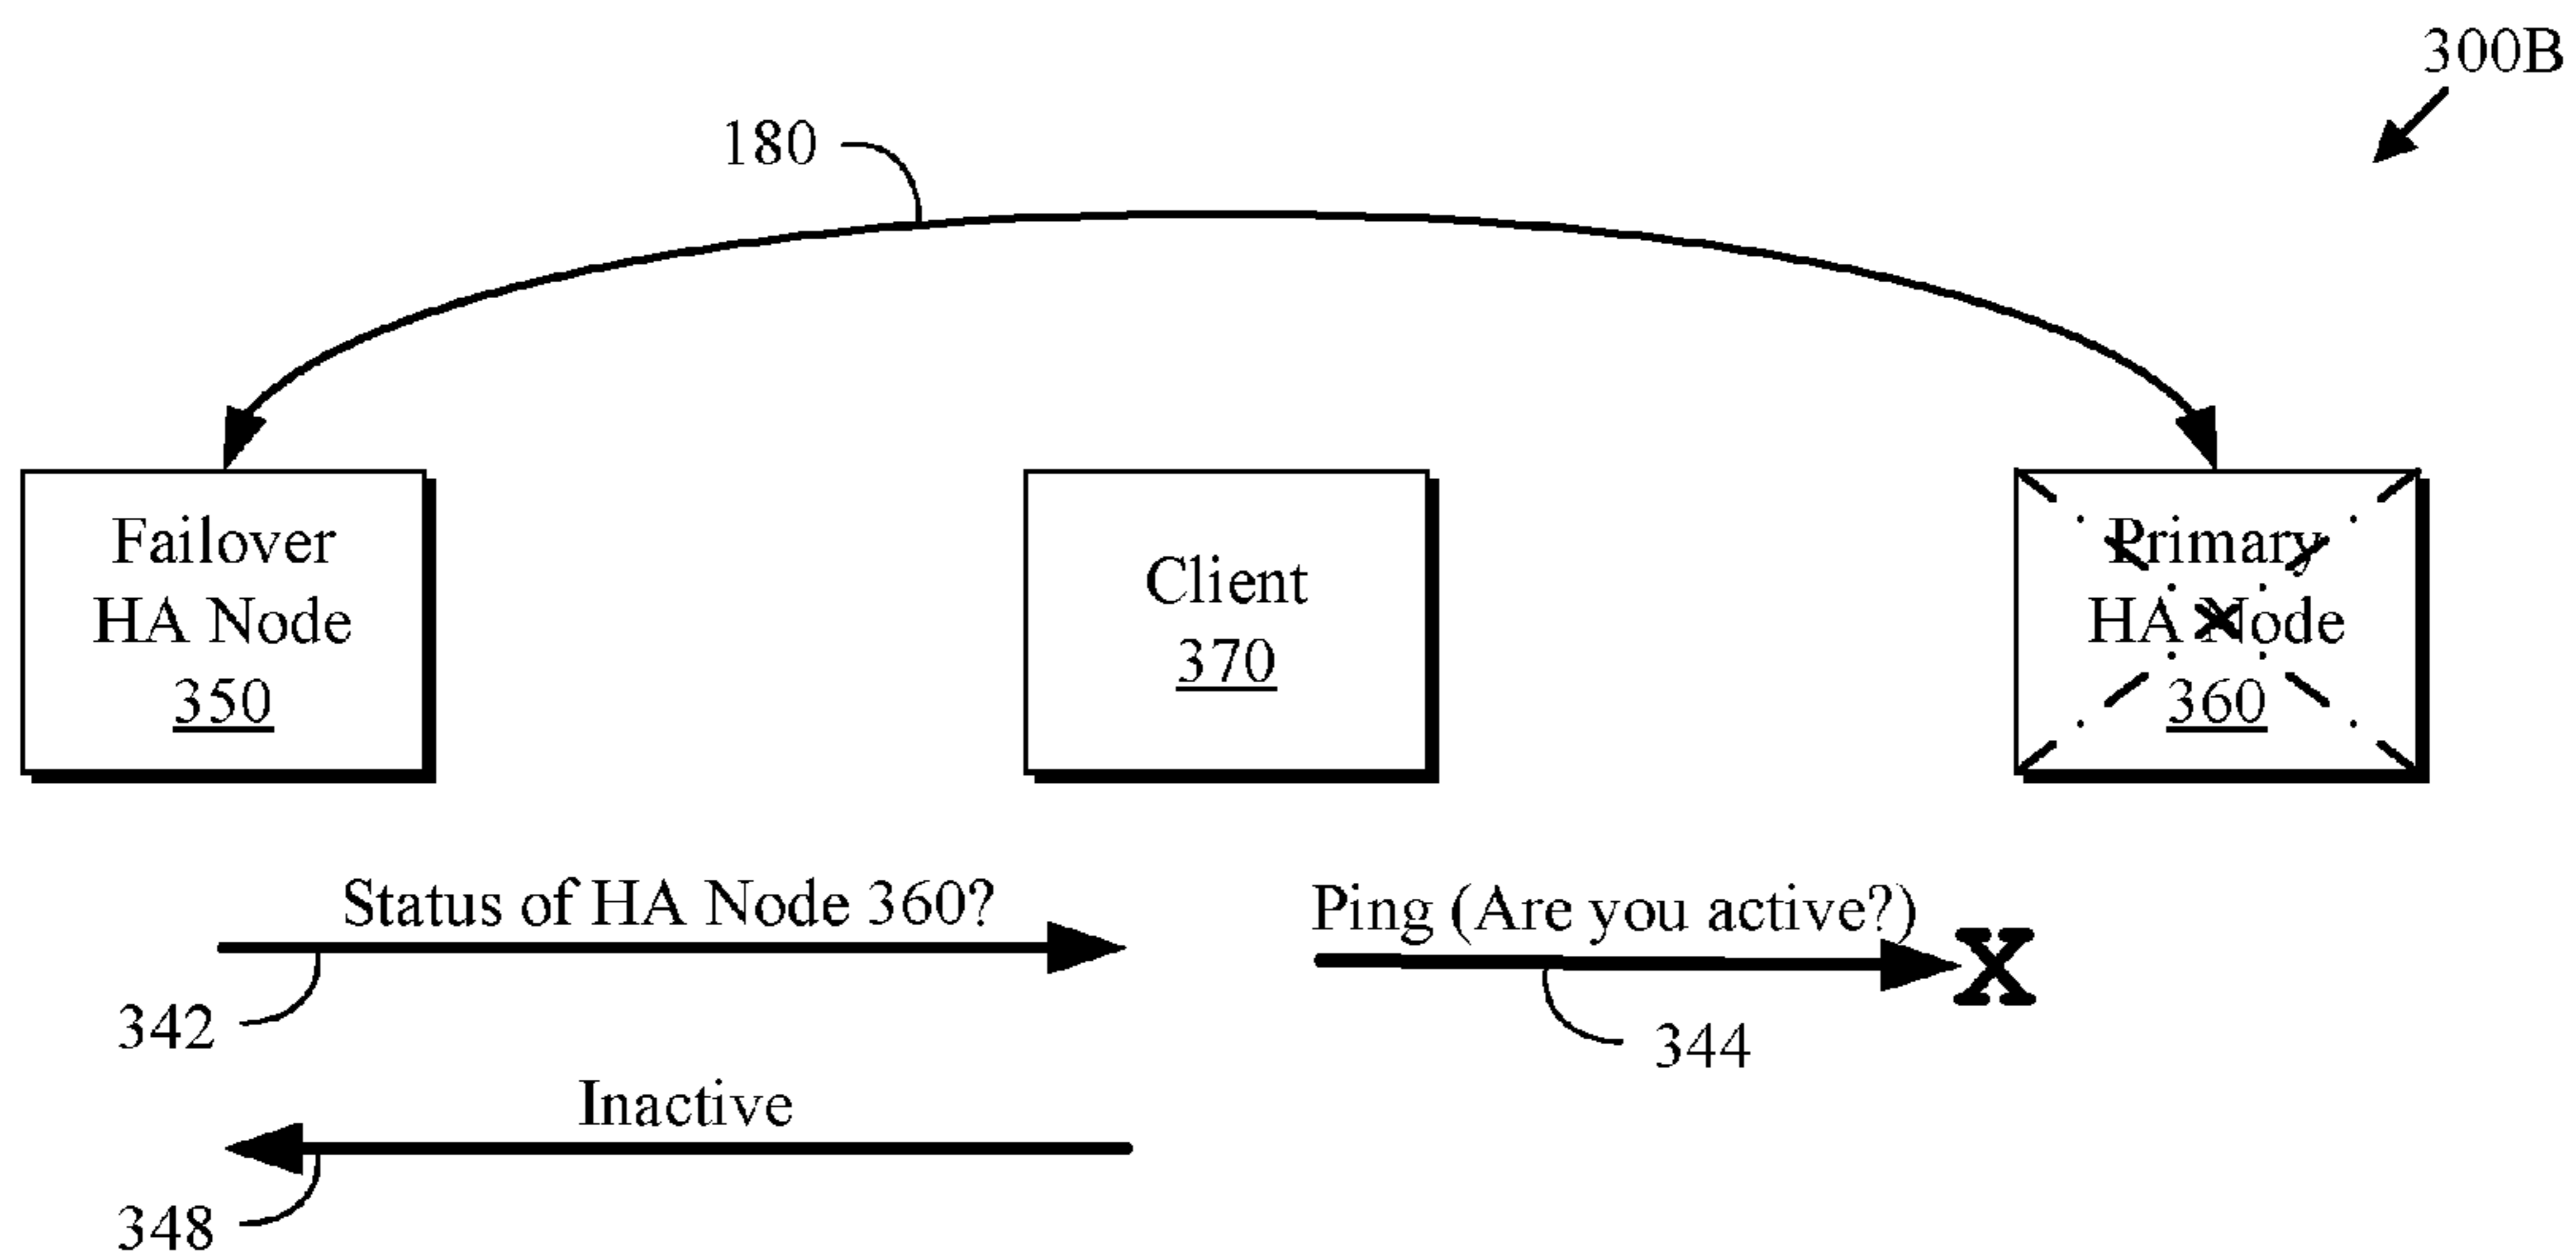 300B
180
Failover
HA Node
350
Client
370
Primary
HA Node
360
Status of HA Node 360?
Ping (Are you active?)
X
342
344
Inactive
348